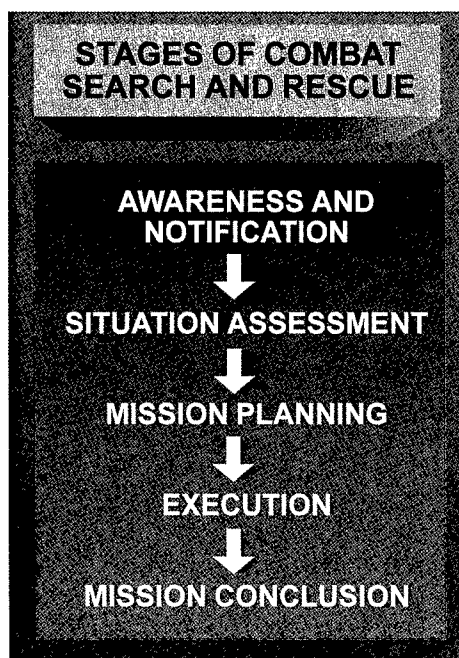 STAGES OF COMBAT
SEARCH AND RESCUE
AWARENESS AND
NOTIFICATION
SITUATION ASSESSMENT
MISSION PLANNING
EXECUTION
MISSION CONCLUSION